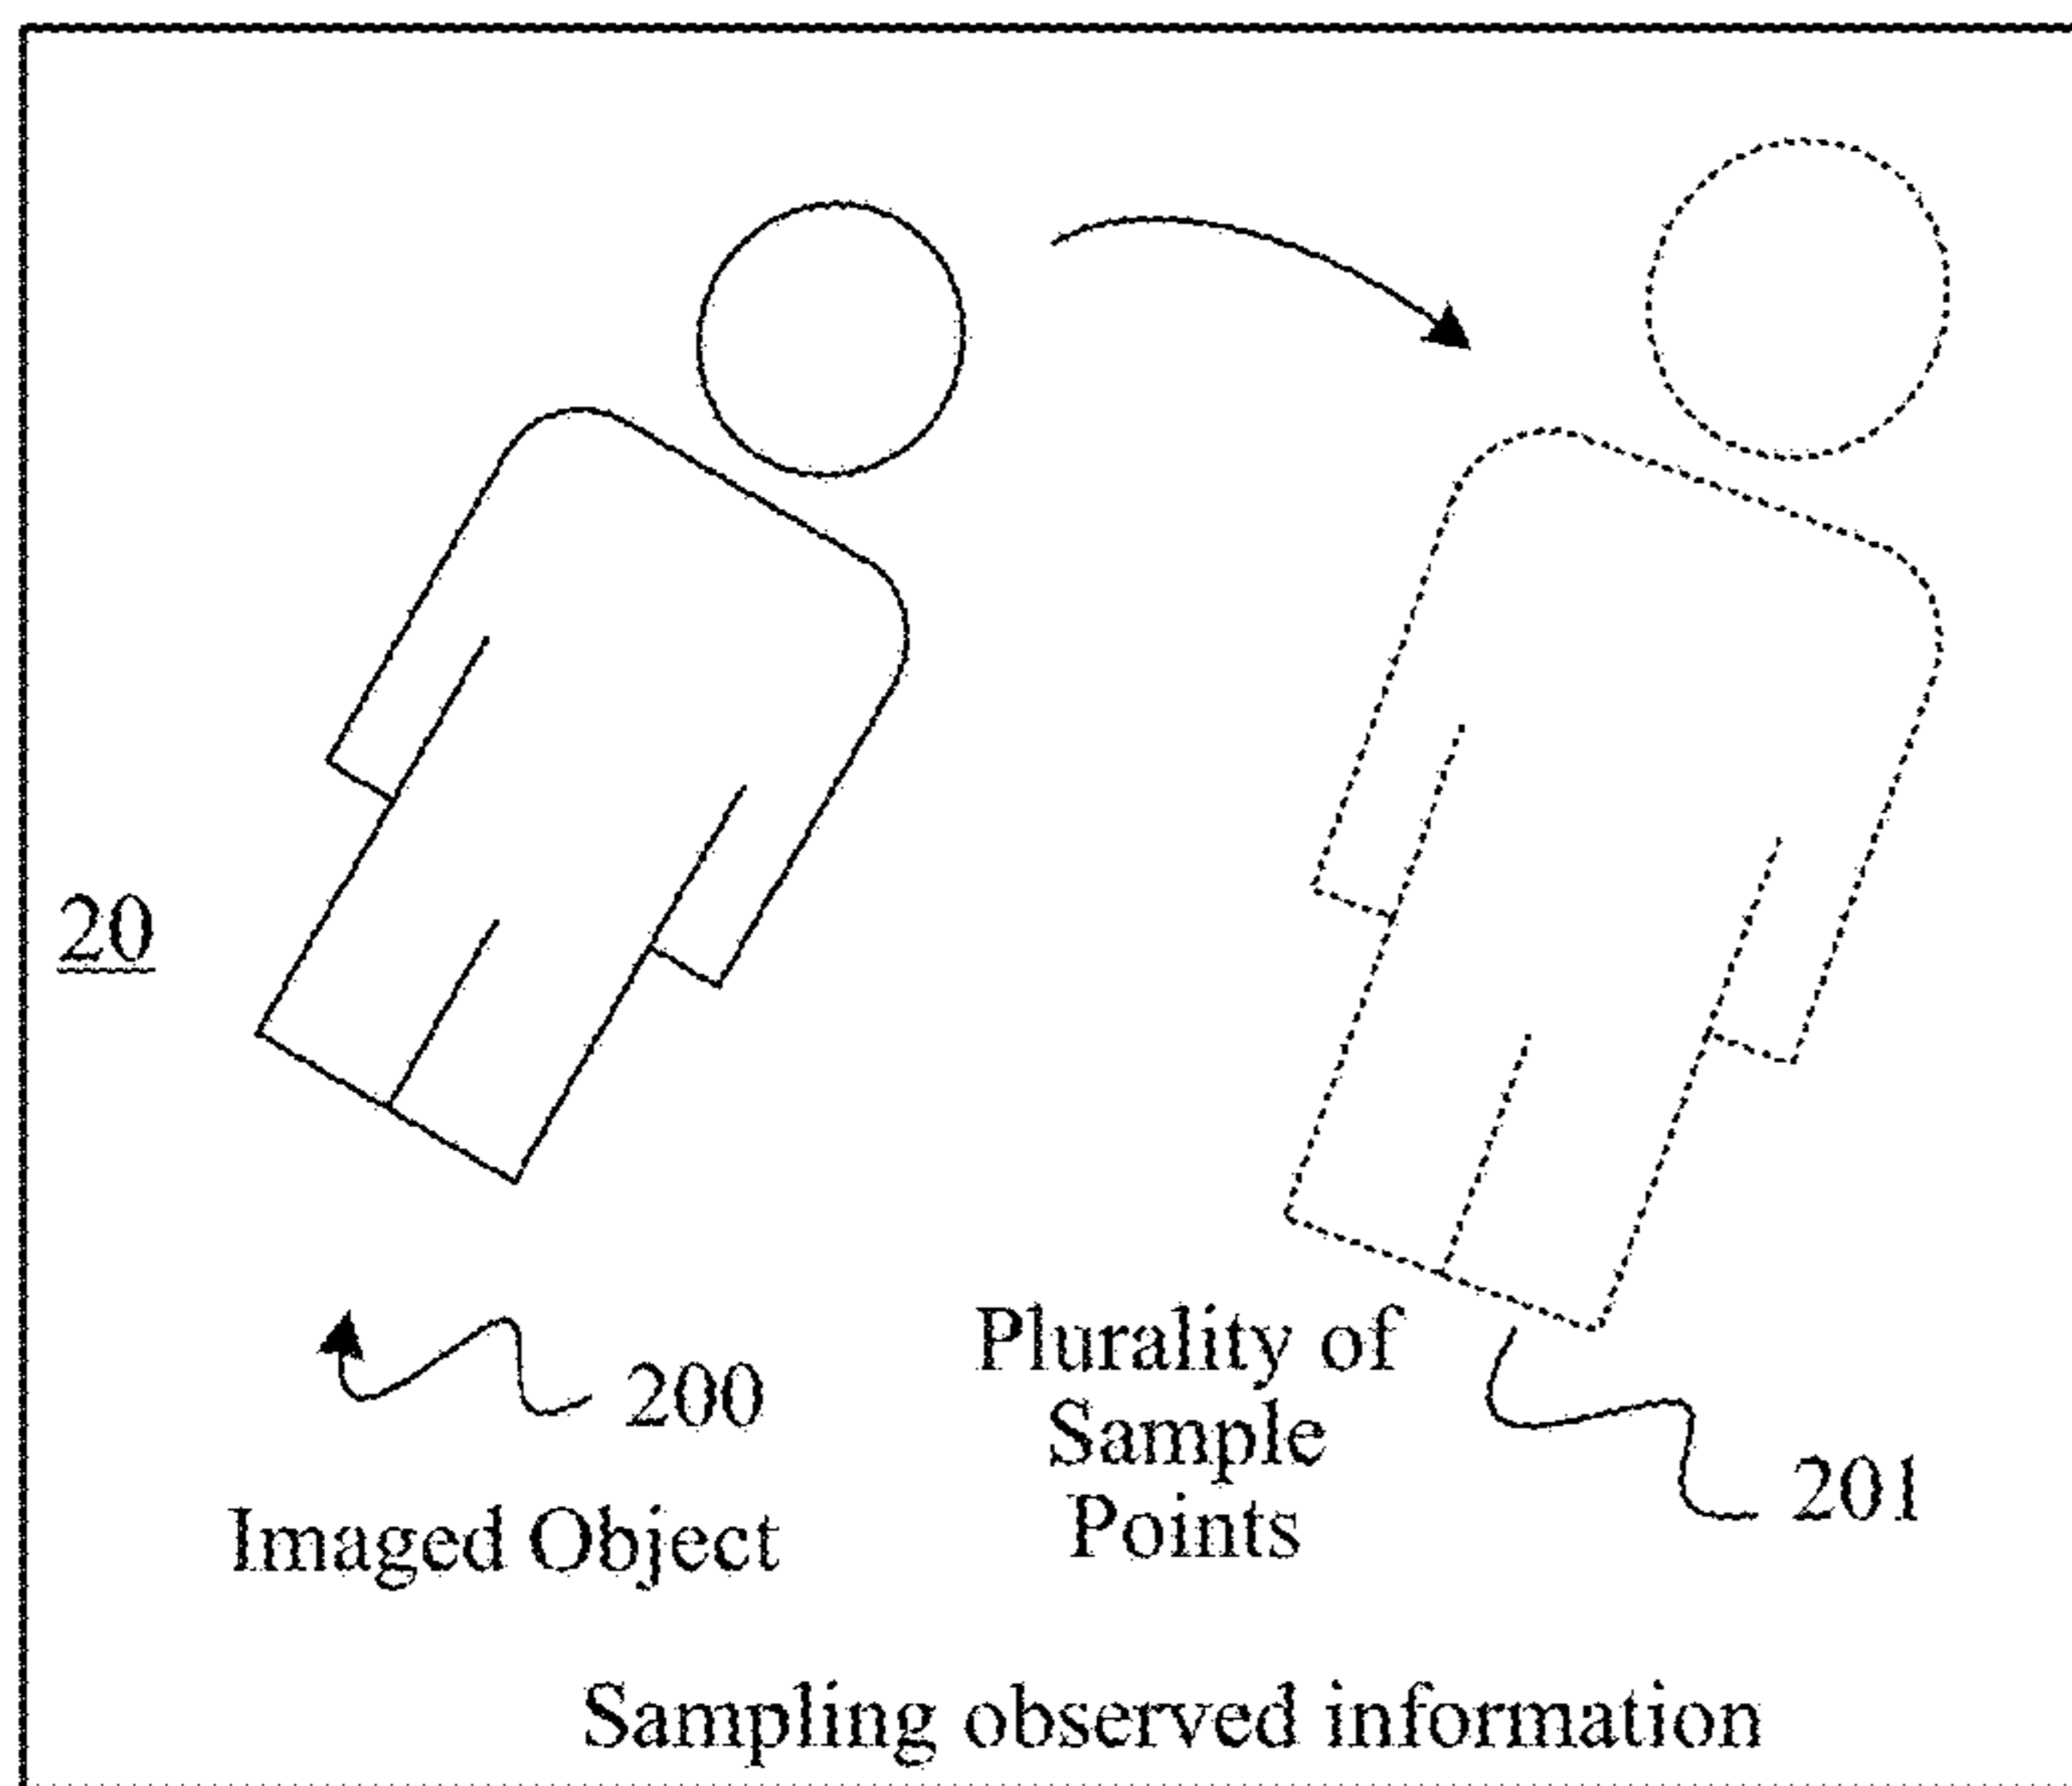 20
200
Imaged Object
Plurality of
Sample
Points
201
Sampling observed information